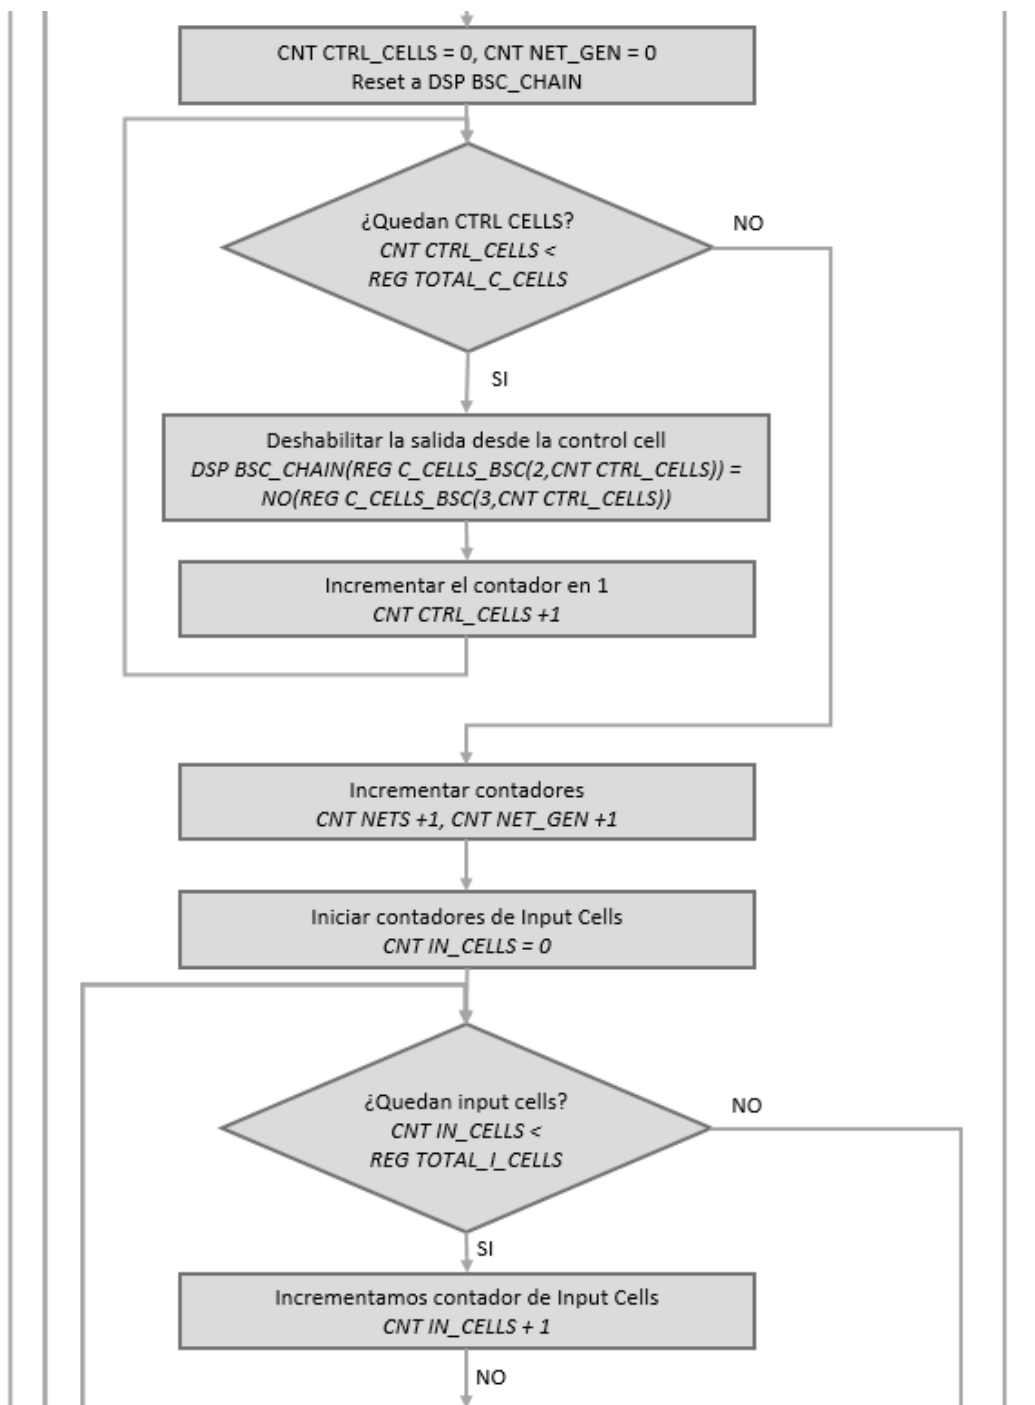 CNT CTRL_CELLS = 0, CNT NET_GEN = 0
Reset a DSP BSC_CHAIN
¿Quedan CTRL CELLS?
CNT CTRL_CELLS <
REG TOTAL_C_CELLS
NO
SI
Deshabilitar la salida desde la control cell
DSP BSC_CHAIN(REG C_CELLS_BSC(2,CNT CTRL_CELLS)) =
NO(REG C_CELLS_BSC(3,CNT CTRL_CELLS))
Incrementar el contador en 1
CNT CTRL_CELLS +1
Incrementar contadores
CNT NETS +1, CNT NET_GEN +1
Iniciar contadores de Input Cells
CNT IN_CELLS = 0
¿Quedan input cells?
CNT IN_CELLS <
REG TOTAL_I_CELLS
NO
SI
Incrementamos contador de Input Cells
CNT IN_CELLS + 1
NO